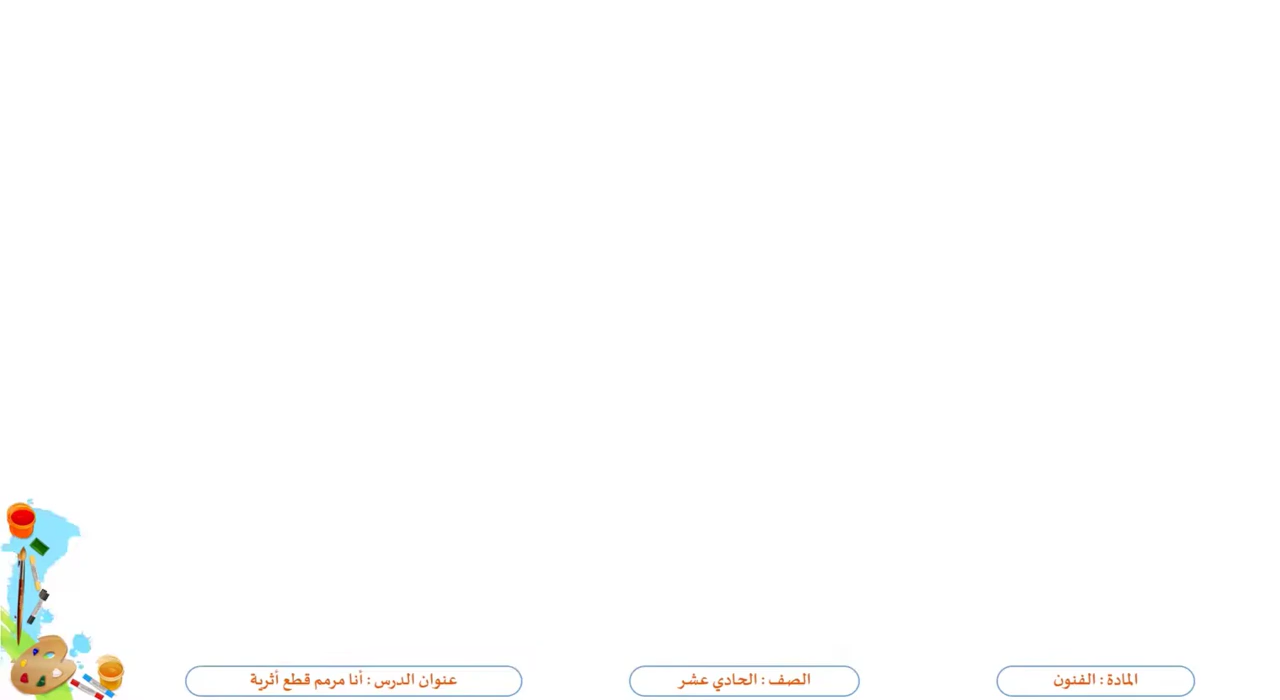 المادة : الفنون
الصف : الحادي عشر
عنوان الدرس : أنا مرمم قطع أثرية